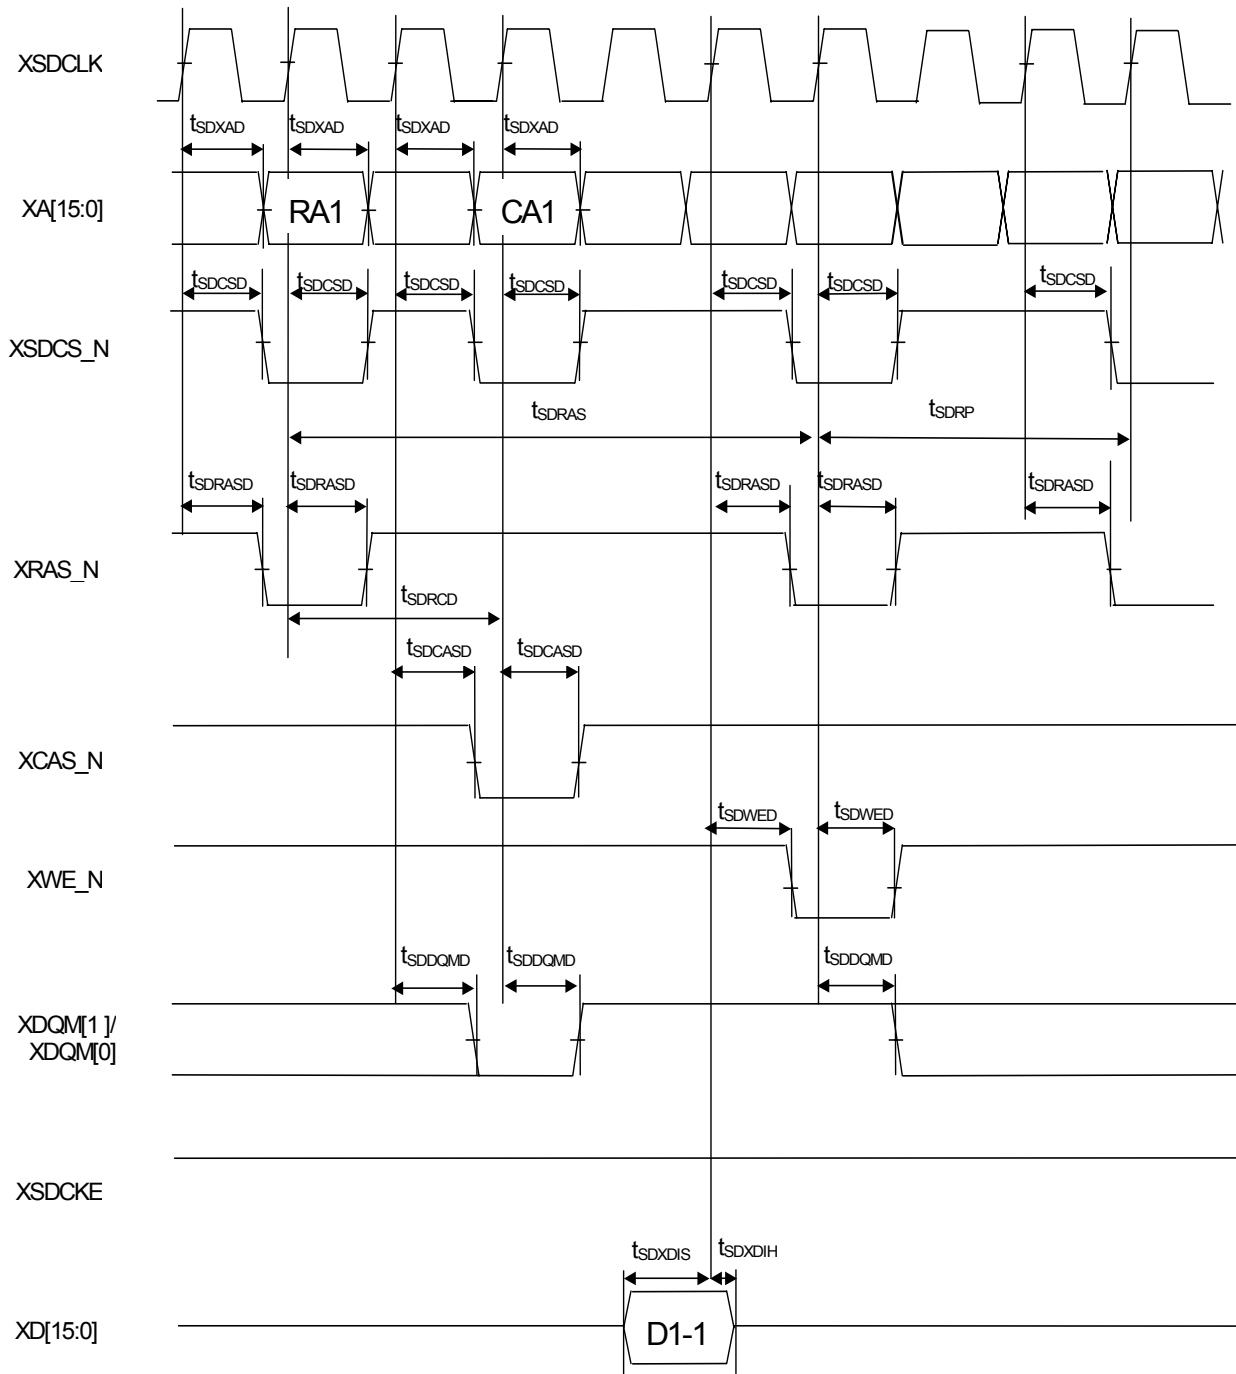 XSDCLK
tSDXAD tSDXAD tSDXAD tSDXAD
XA[15:0] RA1 CA1
tSDCSD tSDCSD tSDCSD tSDCSD tSDCSD tSDCSD tSDCSD
XSDCS_N
tSDRAS tSDRP
tSDRASD tSDRASD tSDRASD tSDRASD tSDRASD
XRAS_N
tSDRCD
tSDCASD tSDCASD
XCAS_N
tSDWED tSDWED
XWE_N
tSDDQMD tSDDQMD tSDDQMD
XDQM[1 ]/
XDQM[0]
XSDCKE
tSDXDIS tSDXDIH
XD[15:0] D1-1